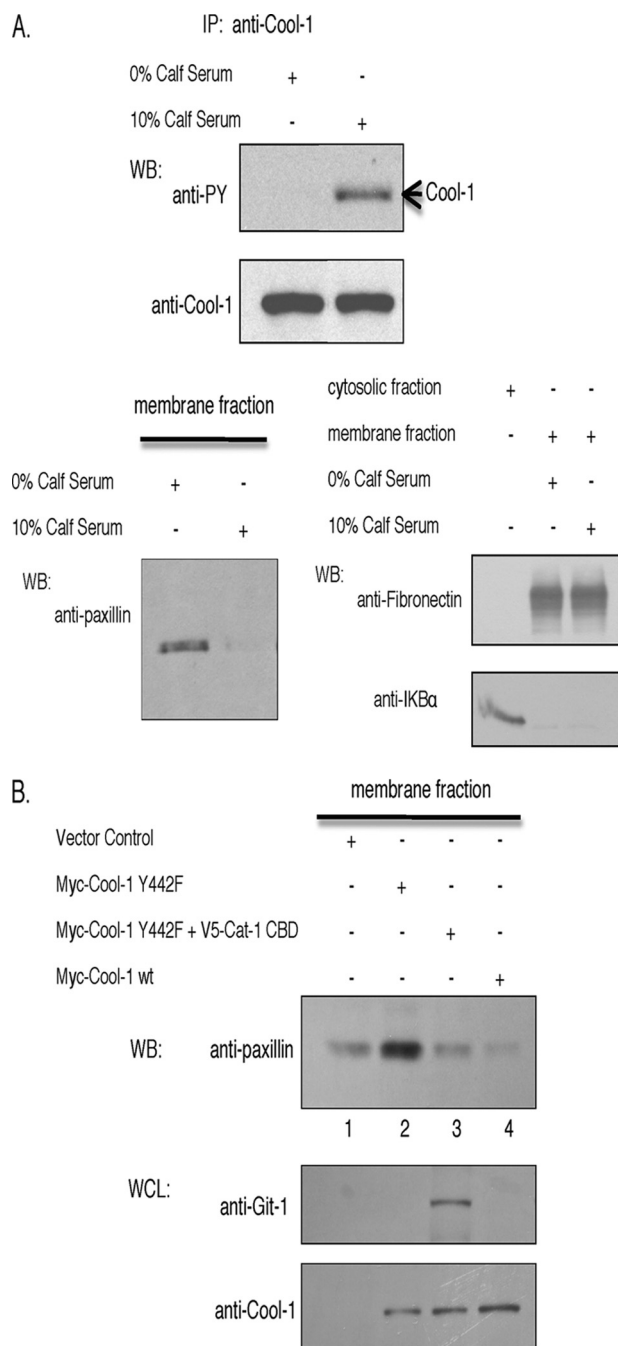 A.
IP: anti-Cool-1
0% Calf Serum + -
10% Calf Serum - +
WB:
anti-PY
Cool-1
anti-Cool-1
membrane fraction
0% Calf Serum + -
10% Calf Serum - +
WB:
anti-paxillin
cytosolic fraction + - -
membrane fraction - + +
0% Calf Serum - + -
10% Calf Serum - - +
WB:
anti-Fibronectin
anti-IKBα
B.
membrane fraction
Vector Control + - - -
Myc-Cool-1 Y442F - + - -
Myc-Cool-1 Y442F + V5-Cat-1 CBD - - + -
Myc-Cool-1 wt - - - +
WB: anti-paxillin
1 2 3 4
WCL:
anti-Git-1
anti-Cool-1